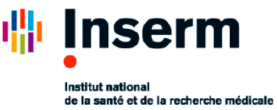 Inserm
Institut national
de la santé et de la recherche médicale